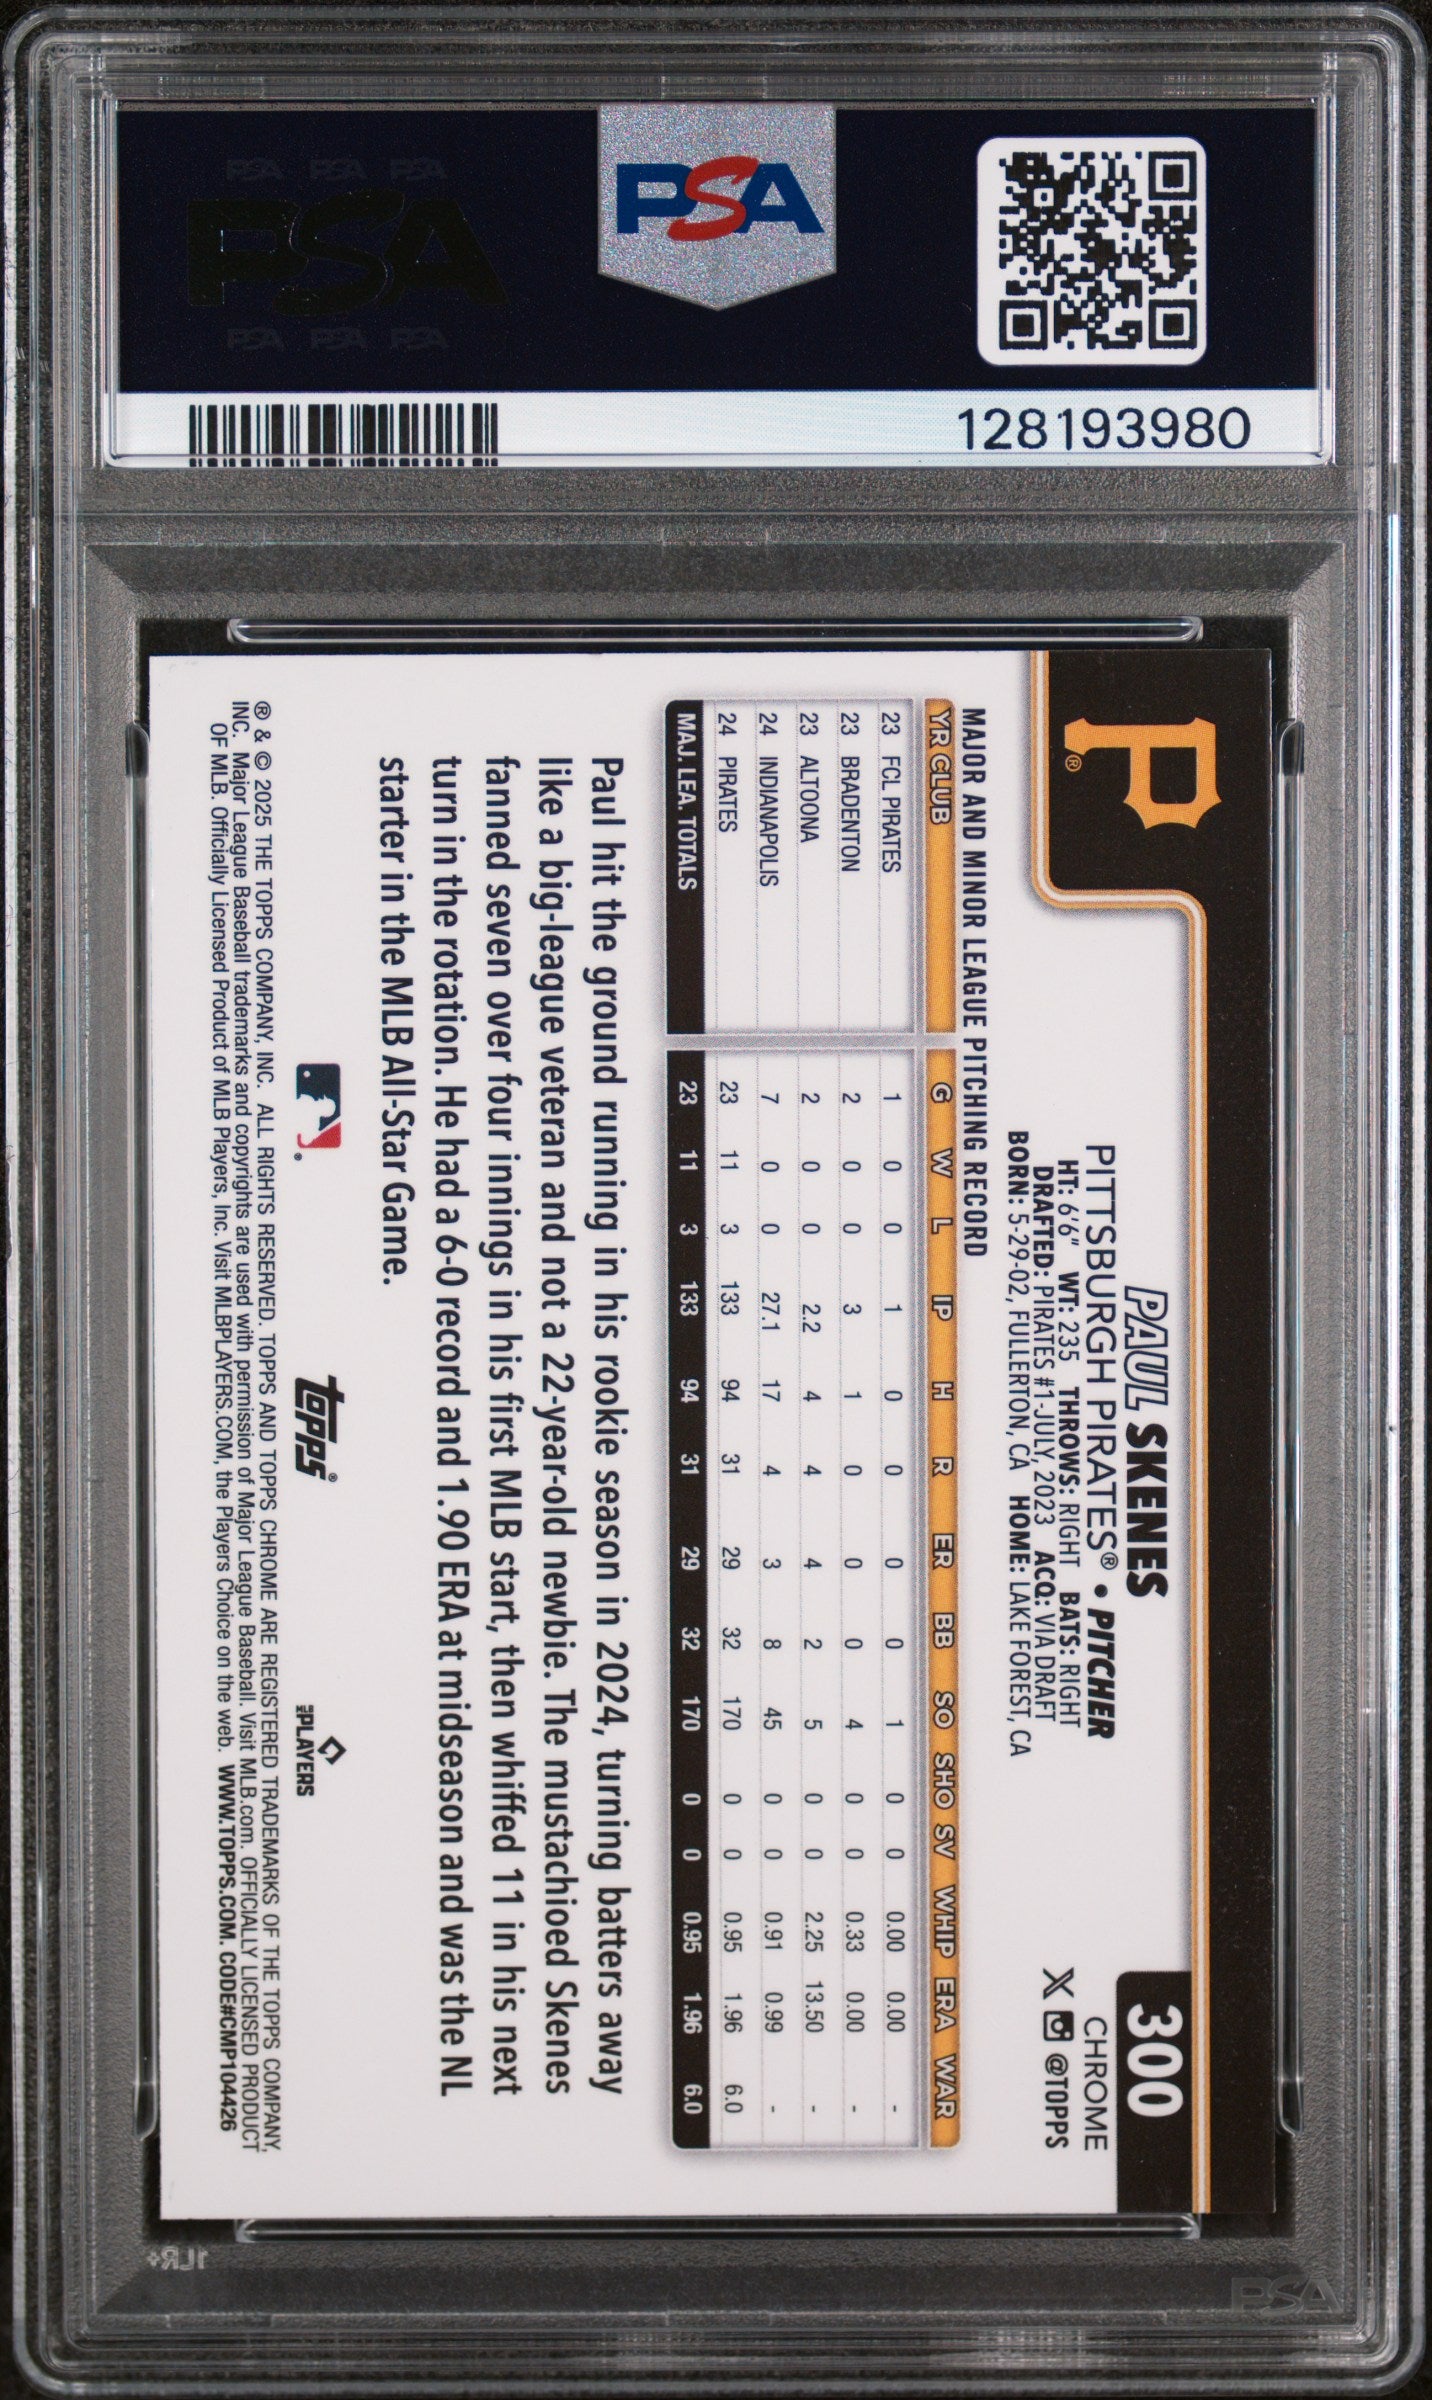 PSA PSA PSA
PSA
PSA PSA PSA
PSA
128193980
P®
300
CHROME
@TOPPS
PAUL SKENES
PITTSBURGH PIRATES® • PITCHER
HT: 6'6" WT: 235 THROWS: RIGHT BATS: RIGHT
DRAFTED: PIRATES #1-JULY, 2023 ACQ: VIA DRAFT
BORN: 5-29-02, FULLERTON, CA HOME: LAKE FOREST, CA
MAJOR AND MINOR LEAGUE PITCHING RECORD
YR CLUB G W L IP H R ER BB SO SHO SV WHIP ERA WAR
23 FCL PIRATES 1 0 0 1 0 0 0 0 1 0 0 0.00 0.00 -
23 BRADENTON 2 0 0 3 1 0 0 0 4 0 0 0.33 0.00 -
23 ALTOONA 2 0 0 2.2 4 4 4 2 5 0 0 2.25 13.50 -
24 INDIANAPOLIS 7 0 0 27.1 17 4 3 8 45 0 0 0.91 0.99 -
24 PIRATES 23 11 3 133 94 31 29 32 170 0 0 0.95 1.96 6.0
MAJ. LEA. TOTALS 23 11 3 133 94 31 29 32 170 0 0 0.95 1.96 6.0
Paul hit the ground running in his rookie season in 2024, turning batters away
like a big-league veteran and not a 22-year-old newbie. The mustachioed Skenes
fanned seven over four innings in his first MLB start, then whiffed 11 in his next
turn in the rotation. He had a 6-0 record and 1.90 ERA at midseason and was the NL
starter in the MLB All-Star Game.
topps®
MLB PLAYERS
® & © 2025 THE TOPPS COMPANY, INC. ALL RIGHTS RESERVED. TOPPS AND TOPPS CHROME ARE REGISTERED TRADEMARKS OF THE TOPPS COMPANY,
INC. Major League Baseball trademarks and copyrights are used with permission of Major League Baseball. Visit MLB.com. OFFICIALLY LICENSED PRODUCT
OF MLB. Officially Licensed Product of MLB Players, Inc. Visit MLBPLAYERS.COM, the Players Choice on the web. WWW.TOPPS.COM. CODE#CMP104426
1LR+
PSA